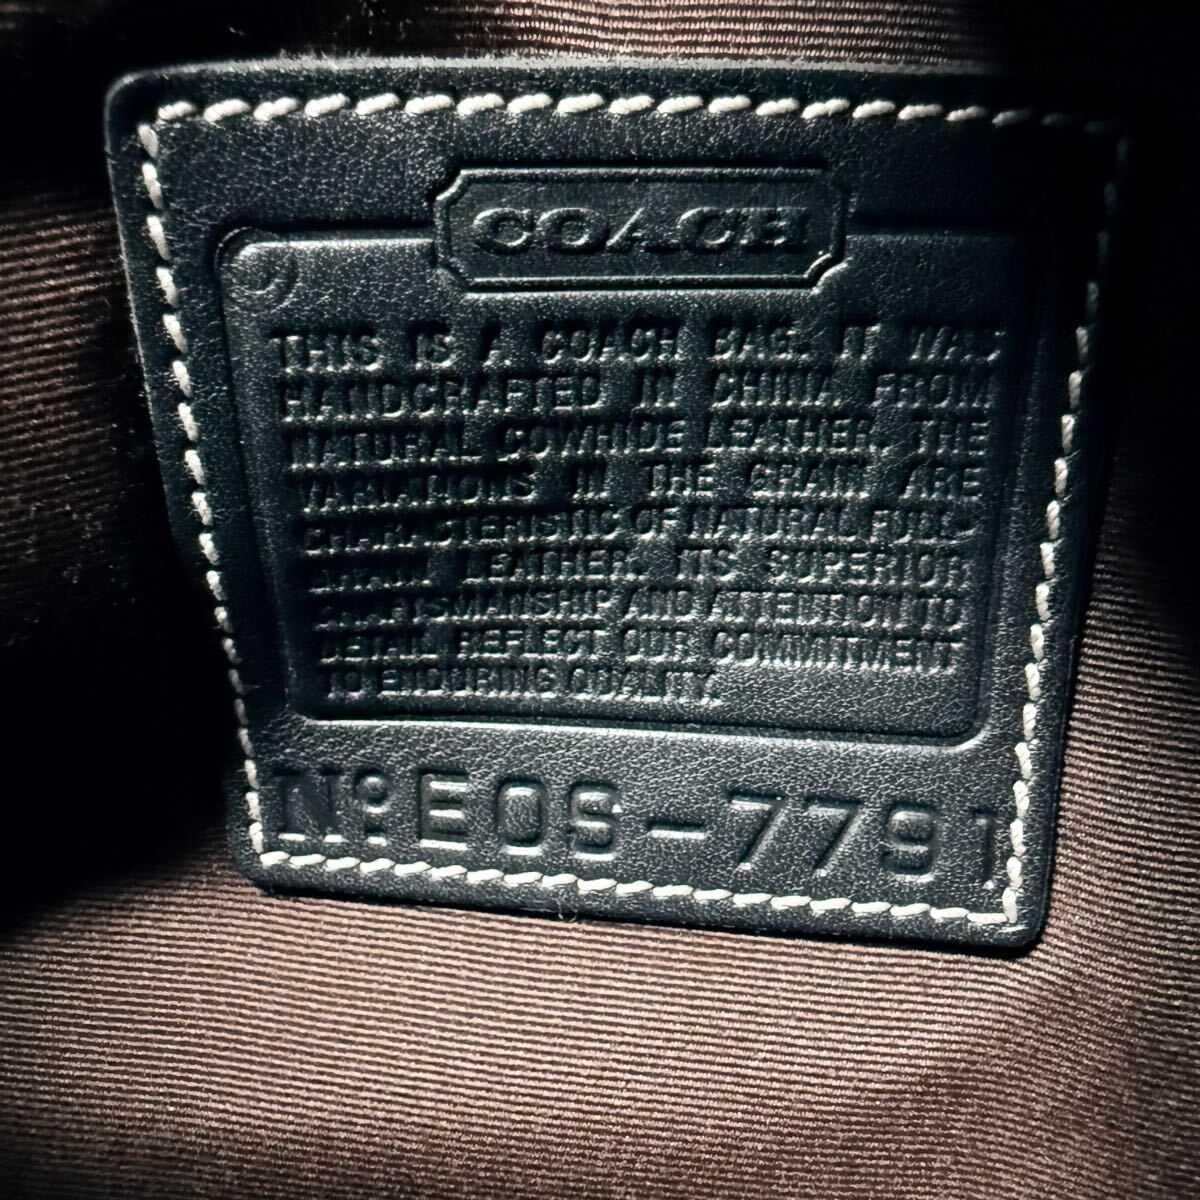 COACH
THIS IS A COACH BAG. IT WAS
HANDCRAFTED IN CHINA FROM
NATURAL COWHIDE LEATHER. THE
VARIATIONS IN THE GRAIN ARE
CHARACTERISTIC OF NATURAL FULL-
GRAIN LEATHER. ITS SUPERIOR
CRAFTSMANSHIP AND ATTENTION TO
DETAIL REFLECT OUR COMMITMENT
TO ENDURING QUALITY.
Nº: E0S-7791